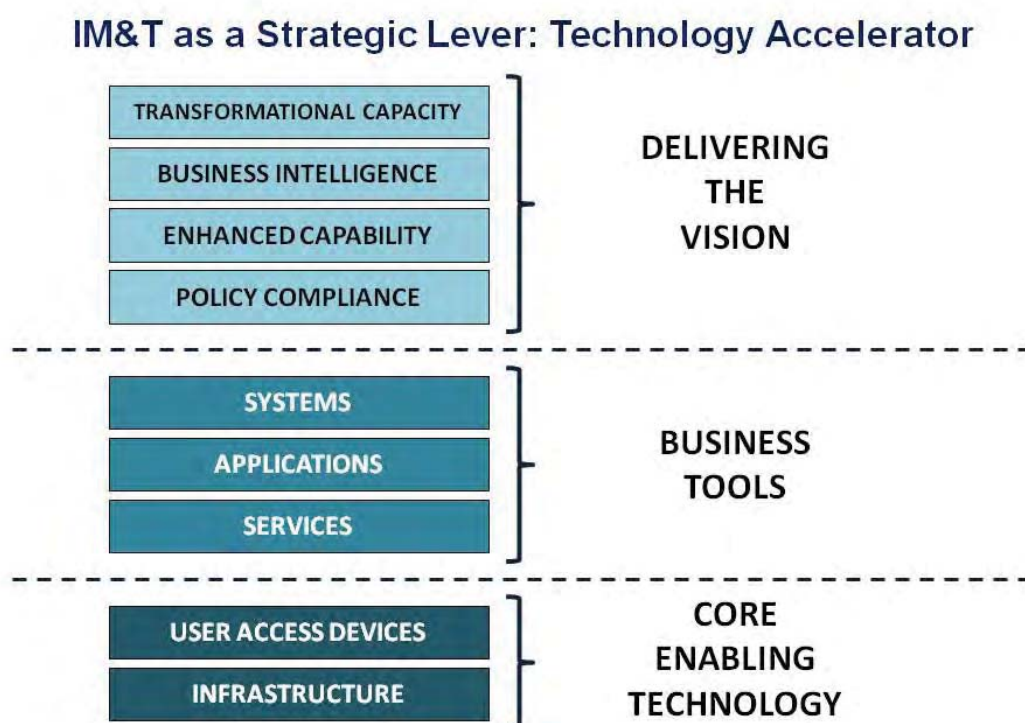 IM&T as a Strategic Lever: Technology Accelerator
TRANSFORMATIONAL CAPACITY
BUSINESS INTELLIGENCE
ENHANCED CAPABILITY
POLICY COMPLIANCE
DELIVERING
THE
VISION
SYSTEMS
APPLICATIONS
SERVICES
BUSINESS
TOOLS
USER ACCESS DEVICES
INFRASTRUCTURE
CORE
ENABLING
TECHNOLOGY